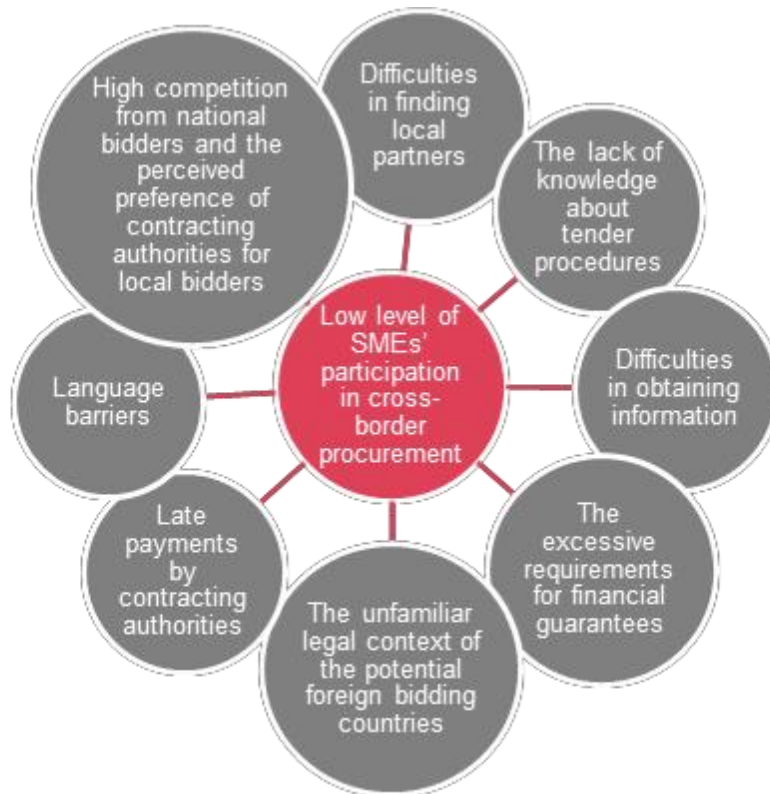 High competition
from national
bidders and the
perceived
preference of
contracting
authorities for
local bidders
Difficulties
in finding
local
partners
The lack of
knowledge
about
tender
procedures
Difficulties
in obtaining
information
The
excessive
requirements
for financial
guarantees
The unfamiliar
legal context of
the potential
foreign bidding
countries
Late
payments
by
contracting
authorities
Language
barriers
Low level of
SMEs'
participation
in cross-
border
procurement